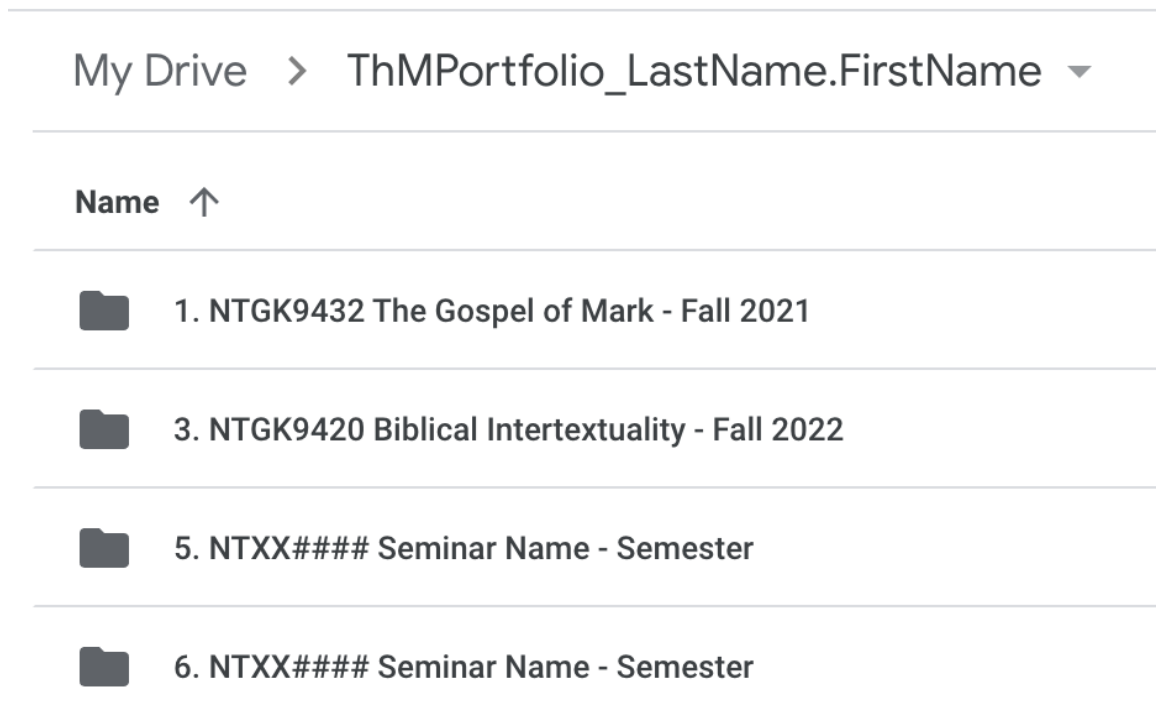 My Drive > ThMPortfolio_LastName.FirstName
Name
1. NTGK9432 The Gospel of Mark - Fall 2021
3. NTGK9420 Biblical Intertextuality - Fall 2022
5. NTXX#### Seminar Name - Semester
6. NTXX#### Seminar Name - Semester